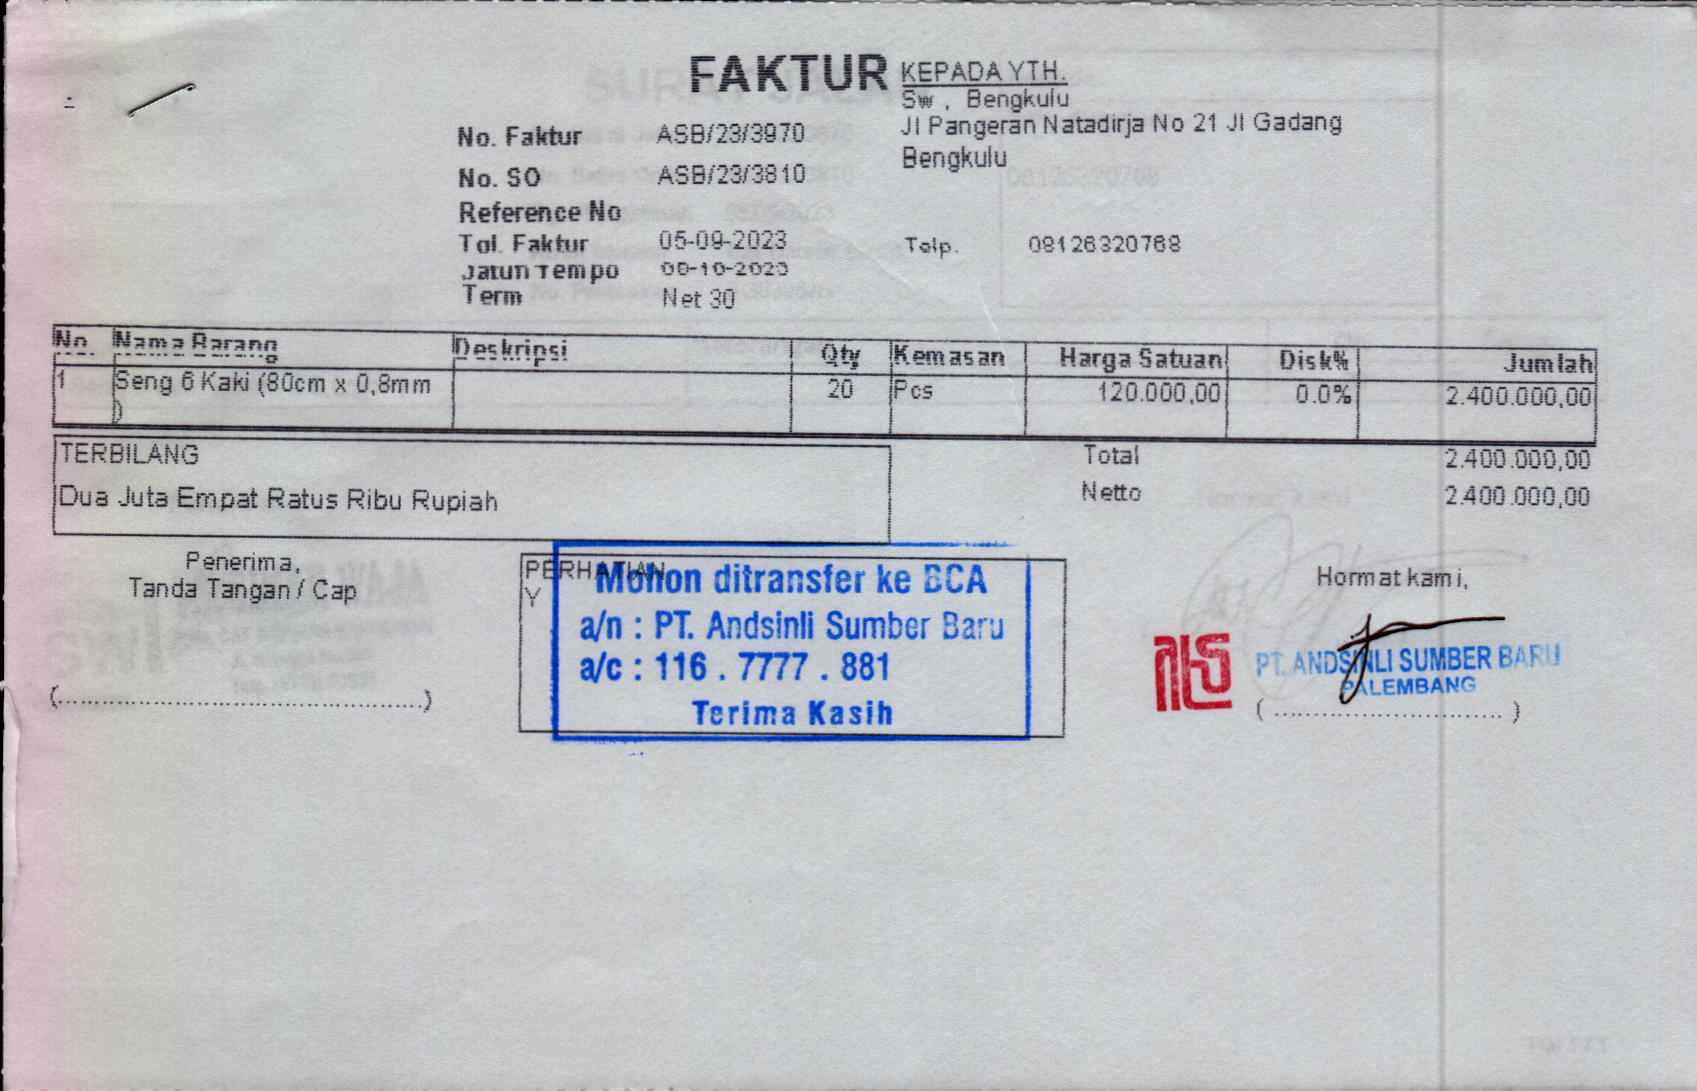 FAKTUR
KEPADA YTH.
Sw , Bengkulu
Jl Pangeran Natadirja No 21 Jl Gadang
Bengkulu
Telp. 08126320768
No. Faktur ASB/23/3970
No. SO ASB/23/3810
Reference No
Tgl. Faktur 05-09-2023
Jatuh Tempo
Term Net 30
No. Nama Barang Deskripsi Qty Kemasan Harga Satuan Disk% Jumlah
1 Seng 6 Kaki (80cm x 0,8mm 20 Pcs 120.000,00 0.0% 2.400.000,00
)
TERBILANG
Dua Juta Empat Ratus Ribu Rupiah
Total 2.400.000,00
Netto 2.400.000,00
Penerima,
Tanda Tangan / Cap
(..................................................)
PERHATIAN
Y
Mohon ditransfer ke BCA
a/n : PT. Andsinli Sumber Baru
a/c : 116 . 7777 . 881
Terima Kasih
Hormat kami,
PT. ANDSINLI SUMBER BARU
PALEMBANG
( .............................. )